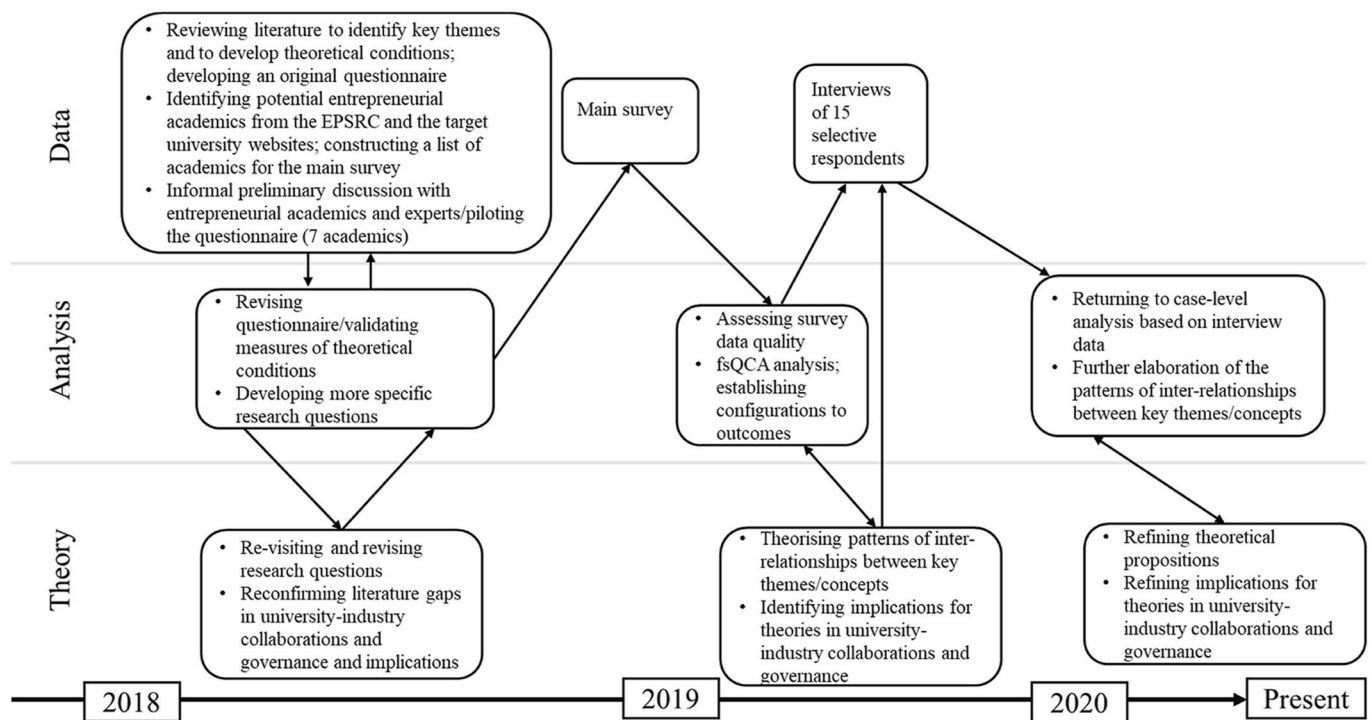 Data
• Reviewing literature to identify key themes
and to develop theoretical conditions;
developing an original questionnaire
• Identifying potential entrepreneurial
academics from the EPSRC and the target
university websites; constructing a list of
academics for the main survey
• Informal preliminary discussion with
entrepreneurial academics and experts/piloting
the questionnaire (7 academics)
Main survey
Interviews
of 15
selective
respondents
Analysis
• Revising
questionnaire/validating
measures of theoretical
conditions
• Developing more specific
research questions
• Assessing survey
data quality
• fsQCA analysis;
establishing
configurations to
outcomes
• Returning to case-level
analysis based on interview
data
• Further elaboration of the
patterns of inter-relationships
between key themes/concepts
Theory
• Re-visiting and revising
research questions
• Reconfirming literature gaps
in university-industry
collaborations and
governance and implications
• Theorising patterns of inter-
relationships between key
themes/concepts
• Identifying implications for
theories in university-
industry collaborations and
governance
• Refining theoretical
propositions
• Refining implications for
theories in university-
industry collaborations and
governance
2018
2019
2020
Present